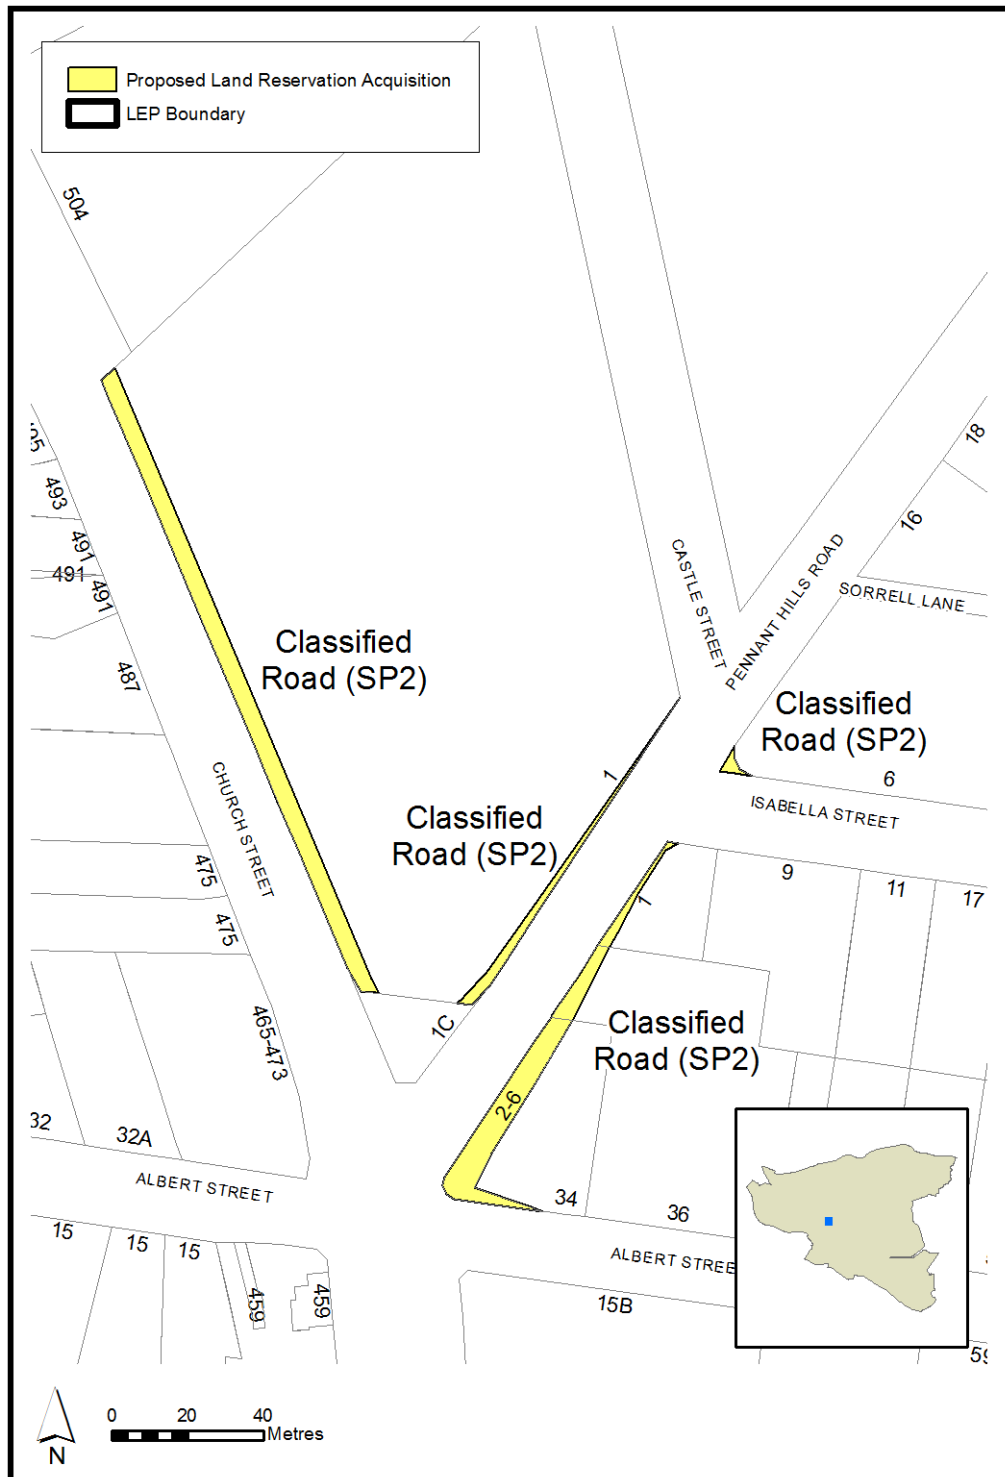 Proposed Land Reservation Acquisition
LEP Boundary
504
493
491
491
491
487
CHURCH STREET
475
475
465-473
Classified
Road (SP2)
Classified
Road (SP2)
1
1C
CASTLE STREET
PENNANT HILLS ROAD
18
16
SORRELL LANE
Classified
Road (SP2)
6
ISABELLA STREET
9
11
17
1
Classified
Road (SP2)
2-6
32
32A
ALBERT STREET
34
36
ALBERT STREE
15
15
15
459
459
15B
59
0
20
40
Metres
N